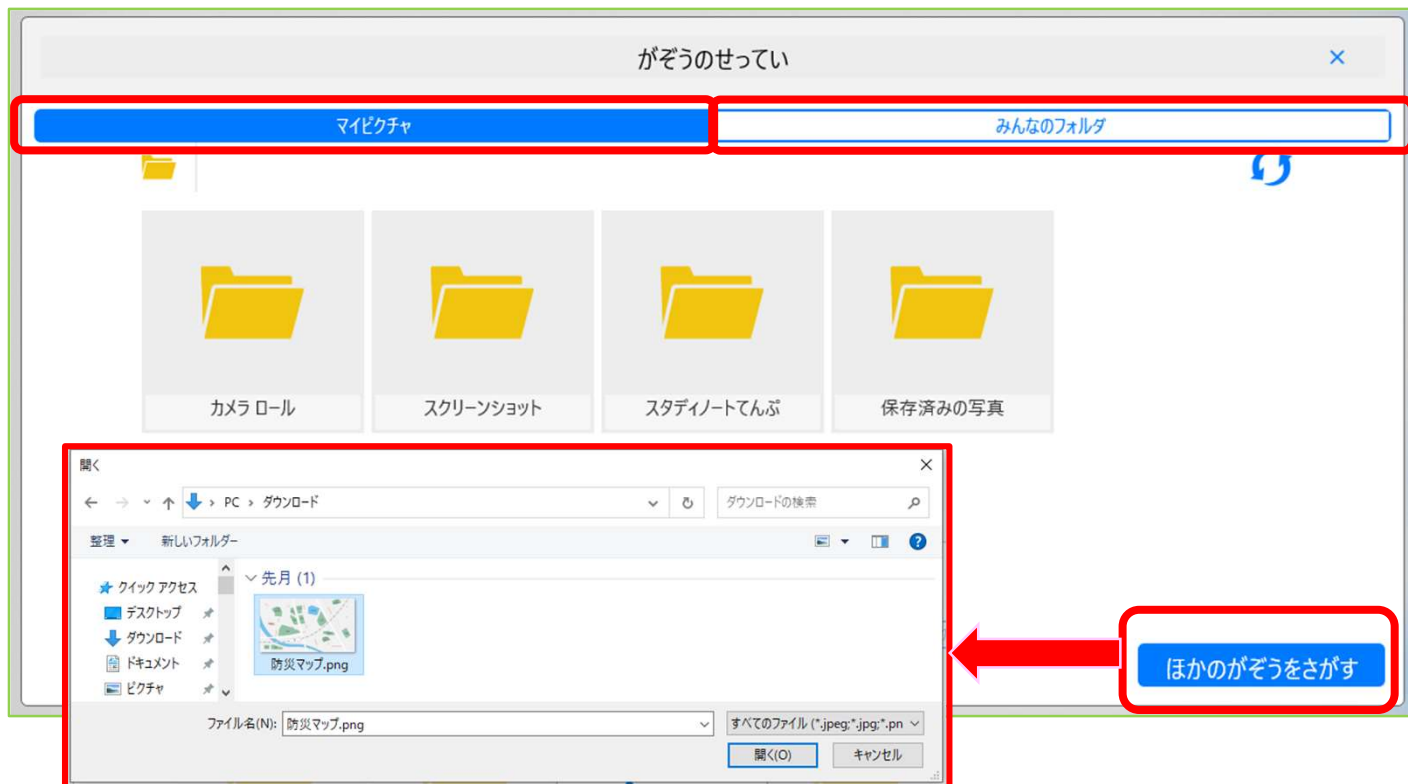 がぞうのせってい
マイピクチャ
みんなのフォルダ
カメラ ロール
スクリーンショット
スタディノートてんぷ
保存済みの写真
ほかのがぞうをさがす
開く
PC › ダウンロード
ダウンロードの検索
整理
新しいフォルダー
クイック アクセス
デスクトップ
ダウンロード
ドキュメント
ピクチャ
先月 (1)
防災マップ.png
ファイル名(N):
防災マップ.png
すべてのファイル (*.jpeg;*.jpg;*.pn
開く(O)
キャンセル